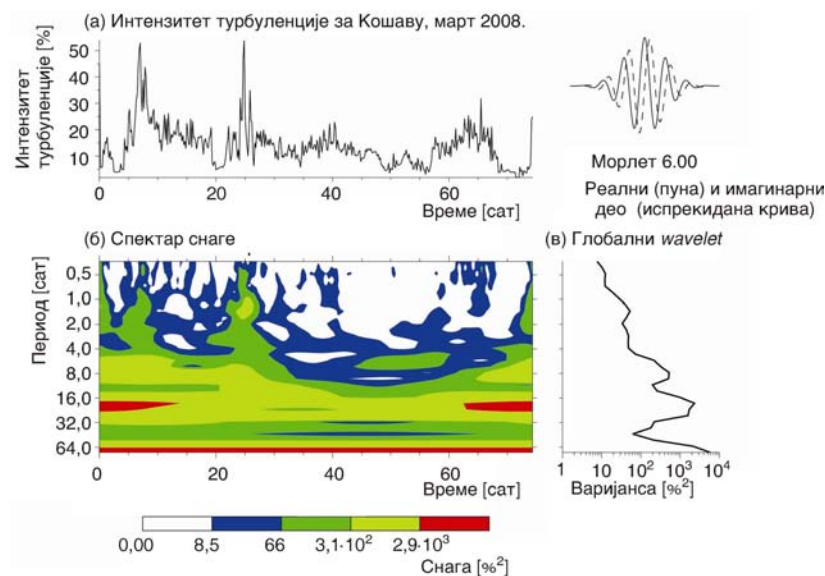 (а) Интензитет турбуленције за Кошаву, март 2008.
Интензитет
турбуленције [%]
50
40
30
20
10
0
20
40
60
Време [сат]
Морлет 6.00
Реални (пуна) и имагинарни
део (испрекидана крива)
(б) Спектар снаге
Период [сат]
0,5
1,0
2,0
4,0
8,0
16,0
32,0
64,0
0
20
40
60
Време [сат]
(в) Глобални wavelet
1
10
10²
10³
10⁴
Варијанса [%²]
0,00
8,5
66
3,1·10²
2,9·10³
Снага [%²]